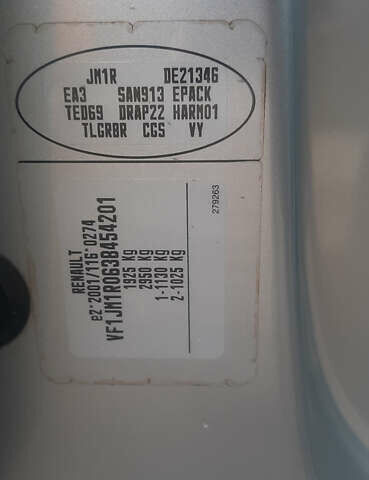 JM1R DE21346
EA3 SAN913 EPACK
TED69 DRAP22 HARM01
TLGRBR CGS VY
279263
RENAULT
e2*2001/116*0274
VF1JM1R063B454201
1925 Kg
2950 Kg
1-1130 Kg
2-1025 Kg